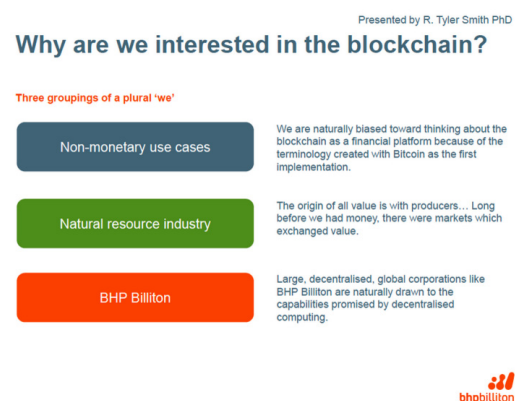 Presented by R. Tyler Smith PhD
Why are we interested in the blockchain?
Three groupings of a plural ‘we’
Non-monetary use cases
We are naturally biased toward thinking about the
blockchain as a financial platform because of the
terminology created with Bitcoin as the first
implementation.
Natural resource industry
The origin of all value is with producers… Long
before we had money, there were markets which
exchanged value.
BHP Billiton
Large, decentralised, global corporations like
BHP Billiton are naturally drawn to the
capabilities promised by decentralised
computing.
bhpbilliton